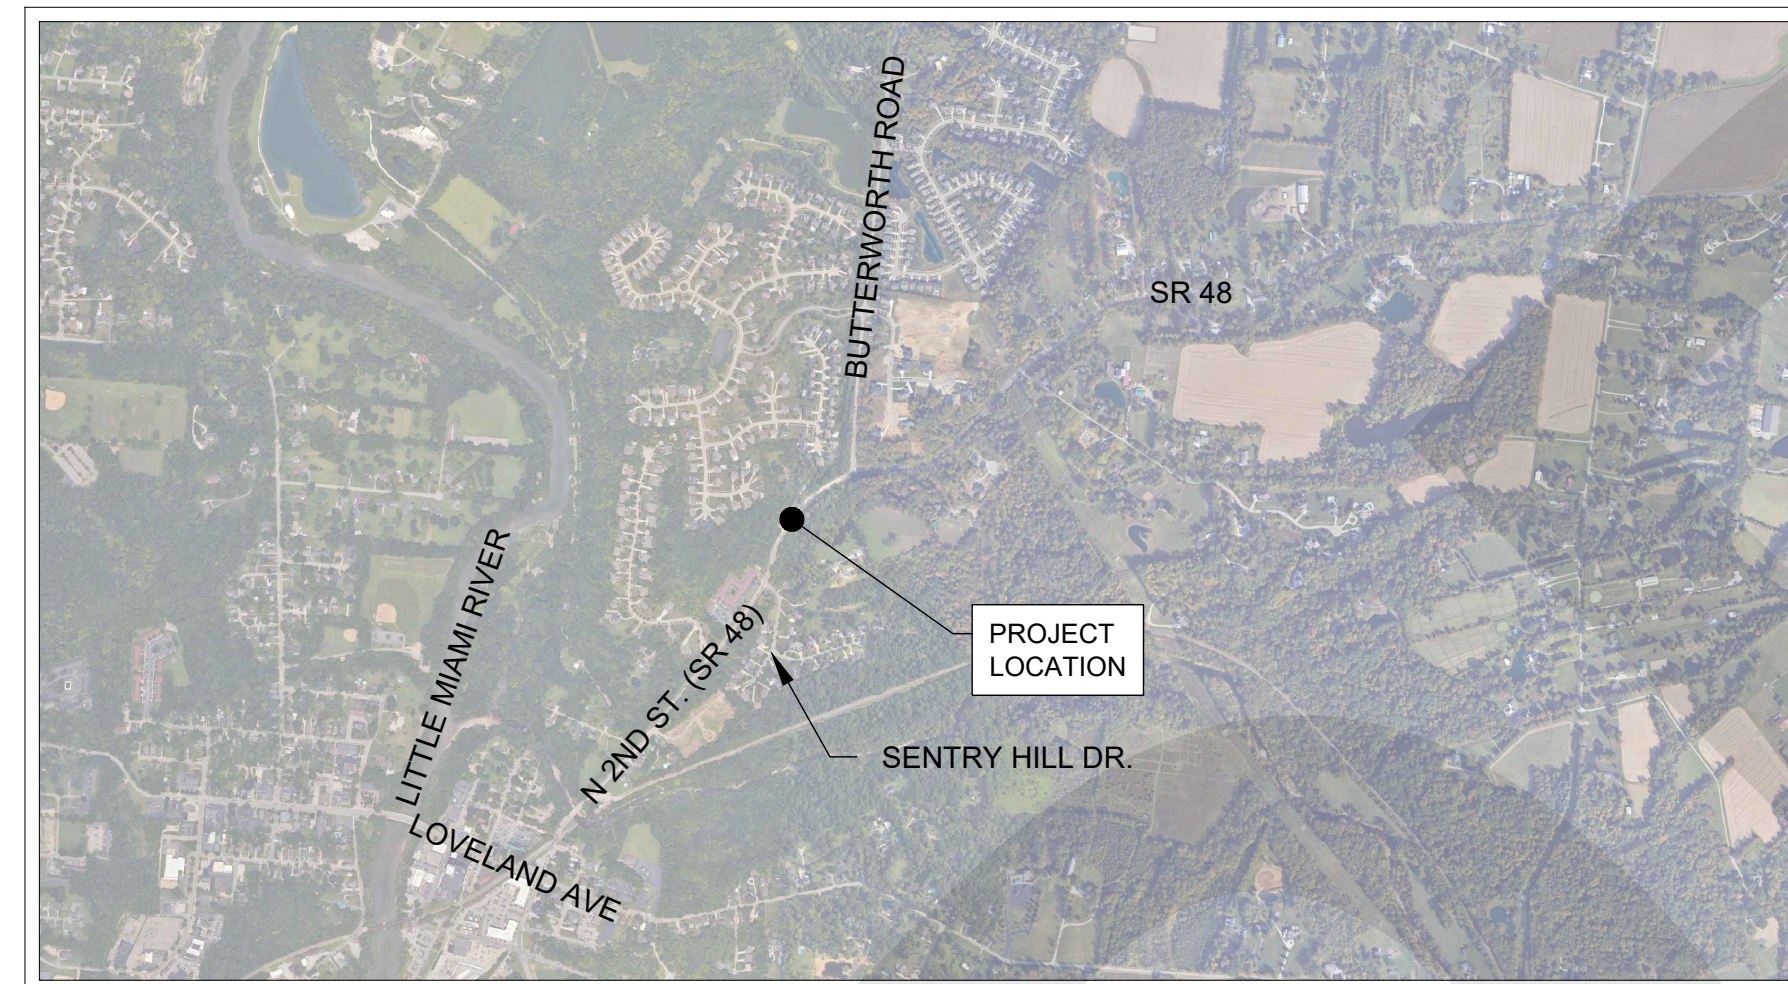 BUTTERWORTH ROAD
SR 48
LITTLE MIAMI RIVER
N 2ND ST. (SR 48)
PROJECT
LOCATION
SENTRY HILL DR.
LOVELAND AVE